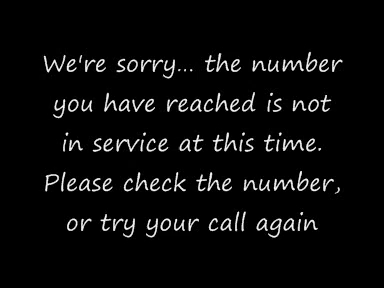 We're sorry... the number
you have reached is not
in service at this time.
Please check the number,
or try your call again